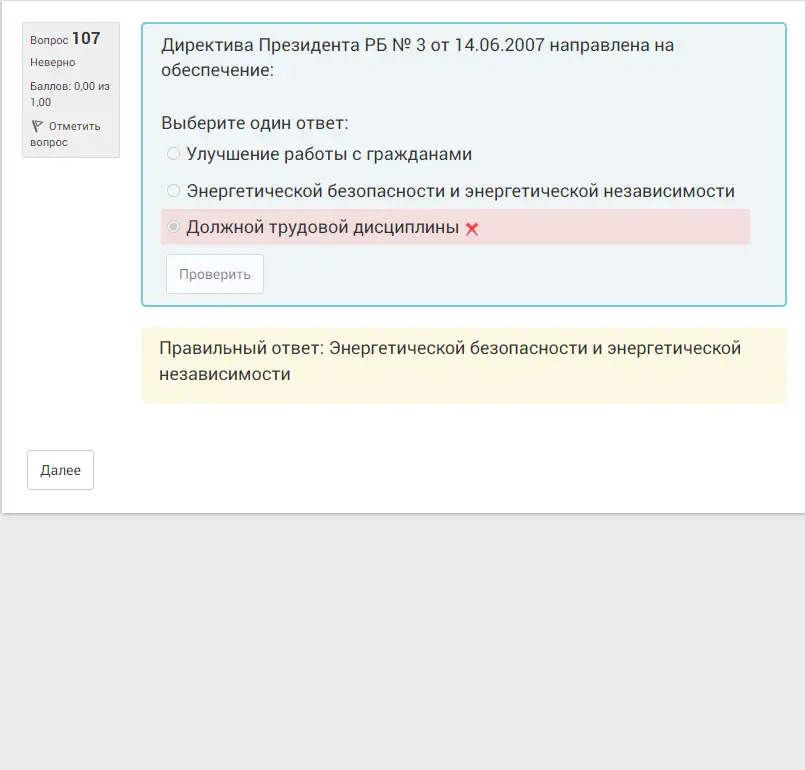 Вопрос 107
Неверно
Баллов: 0,00 из
1,00
Отметить
вопрос
Директива Президента РБ № 3 от 14.06.2007 направлена на
обеспечение:
Выберите один ответ:
Улучшение работы с гражданами
Энергетической безопасности и энергетической независимости
Должной трудовой дисциплины
Проверить
Правильный ответ: Энергетической безопасности и энергетической
независимости
Далее